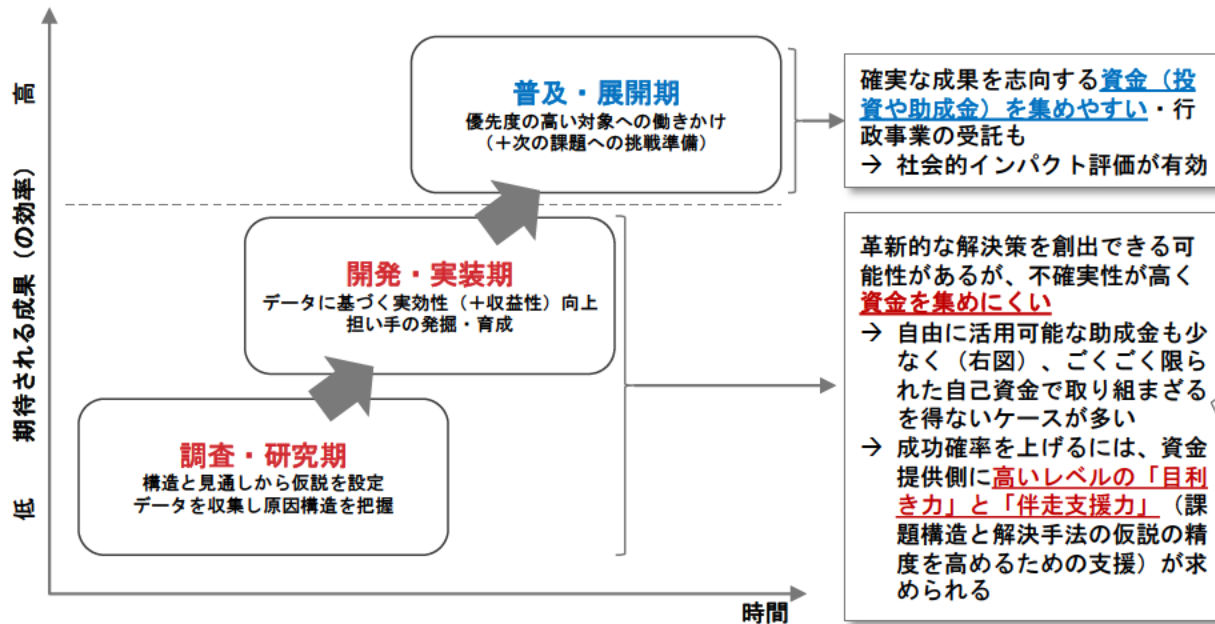 高
期待される成果（の効率）
低
普及・展開期
優先度の高い対象への働きかけ
（＋次の課題への挑戦準備）
開発・実装期
データに基づく実効性（＋収益性）向上
担い手の発掘・育成
調査・研究期
構造と見通しから仮説を設定
データを収集し原因構造を把握
時間
確実な成果を志向する資金（投
資や助成金）を集めやすい・行
政事業の受託も
→ 社会的インパクト評価が有効
革新的な解決策を創出できる可
能性があるが、不確実性が高く
資金を集めにくい
→ 自由に活用可能な助成金も少
なく（右図）、ごくごく限ら
れた自己資金で取り組まざる
を得ないケースが多い
→ 成功確率を上げるには、資金
提供側に高いレベルの「目利
き力」と「伴走支援力」（課
題構造と解決手法の仮説の精
度を高めるための支援）が求
められる